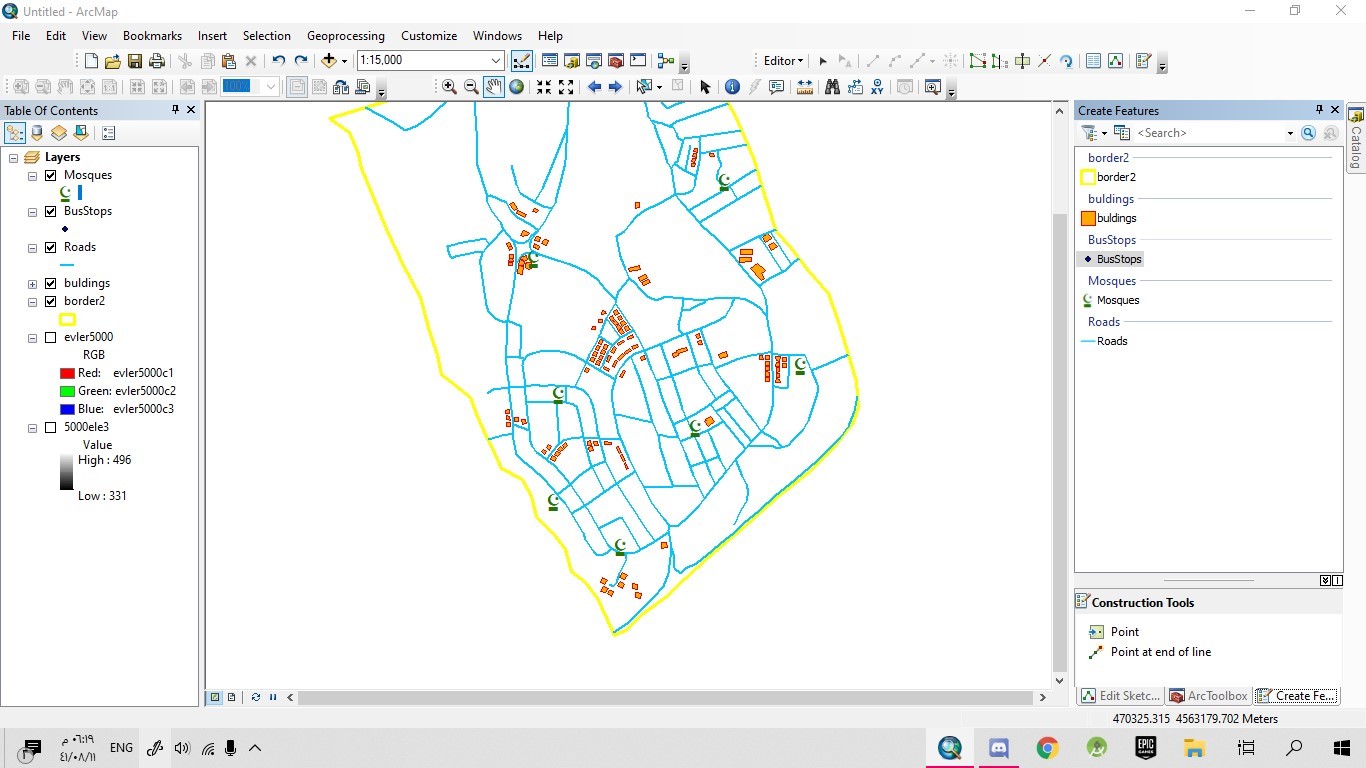 Untitled - ArcMap
File Edit View Bookmarks Insert Selection Geoprocessing Customize Windows Help
1:15,000
Editor
100%
Table Of Contents
Layers
Mosques
BusStops
Roads
buldings
border2
evler5000
RGB
Red: evler5000c1
Green: evler5000c2
Blue: evler5000c3
5000ele3
Value
High : 496
Low : 331
Create Features
<Search>
border2
border2
buldings
buldings
BusStops
BusStops
Mosques
Mosques
Roads
Roads
Construction Tools
Point
Point at end of line
Edit Sketc...
ArcToolbox
Create Fe...
Catalog
470325.315 4563179.702 Meters
ENG
٠٦:١٩ م
٤١/٠٨/١١
EPIC
GAMES